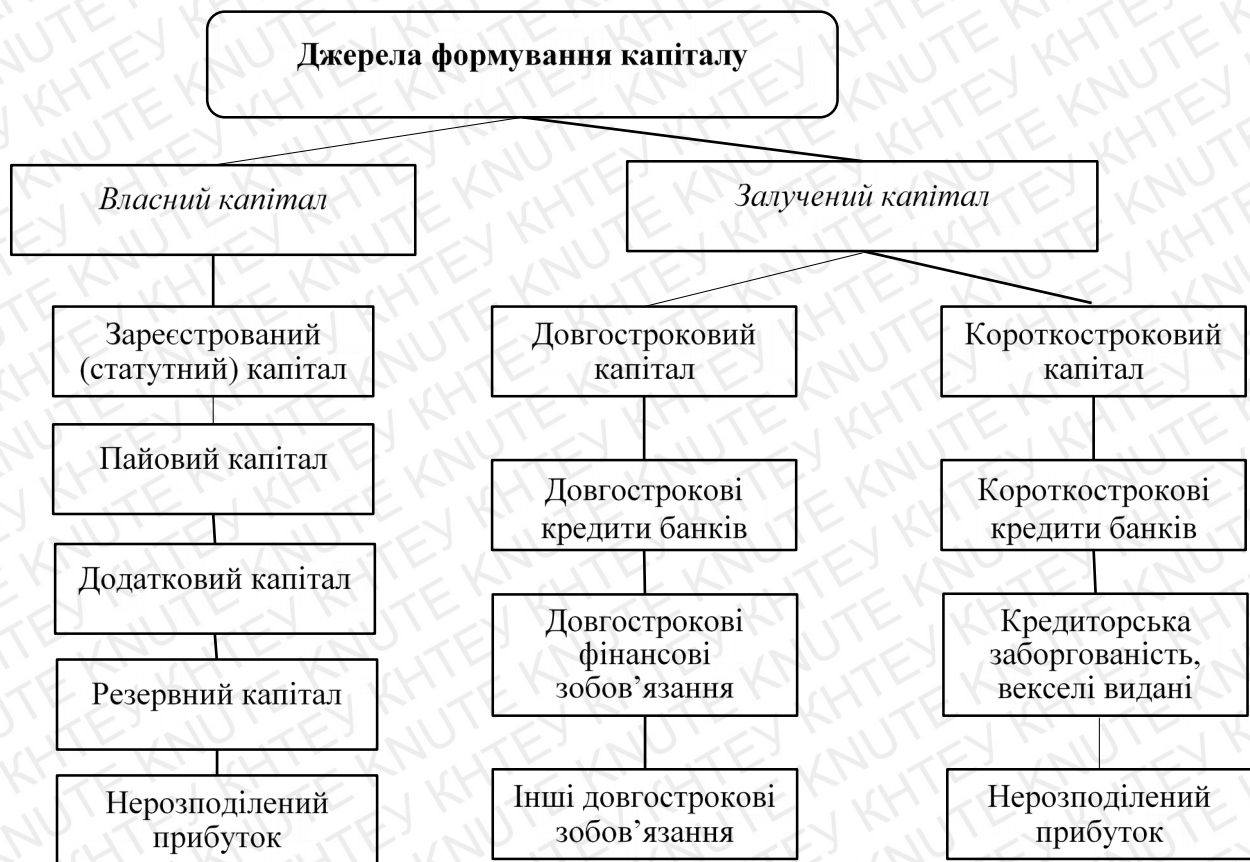 Джерела формування капіталу
Власний капітал
Залучений капітал
Зареєстрований
(статутний) капітал
Пайовий капітал
Додатковий капітал
Резервний капітал
Нерозподілений
прибуток
Довгостроковий
капітал
Довгострокові
кредити банків
Довгострокові
фінансові
зобов’язання
Інші довгострокові
зобов’язання
Короткостроковий
капітал
Короткострокові
кредити банків
Кредиторська
заборгованість,
векселі видані
Нерозподілений
прибуток
KNUTE КНТЕУ